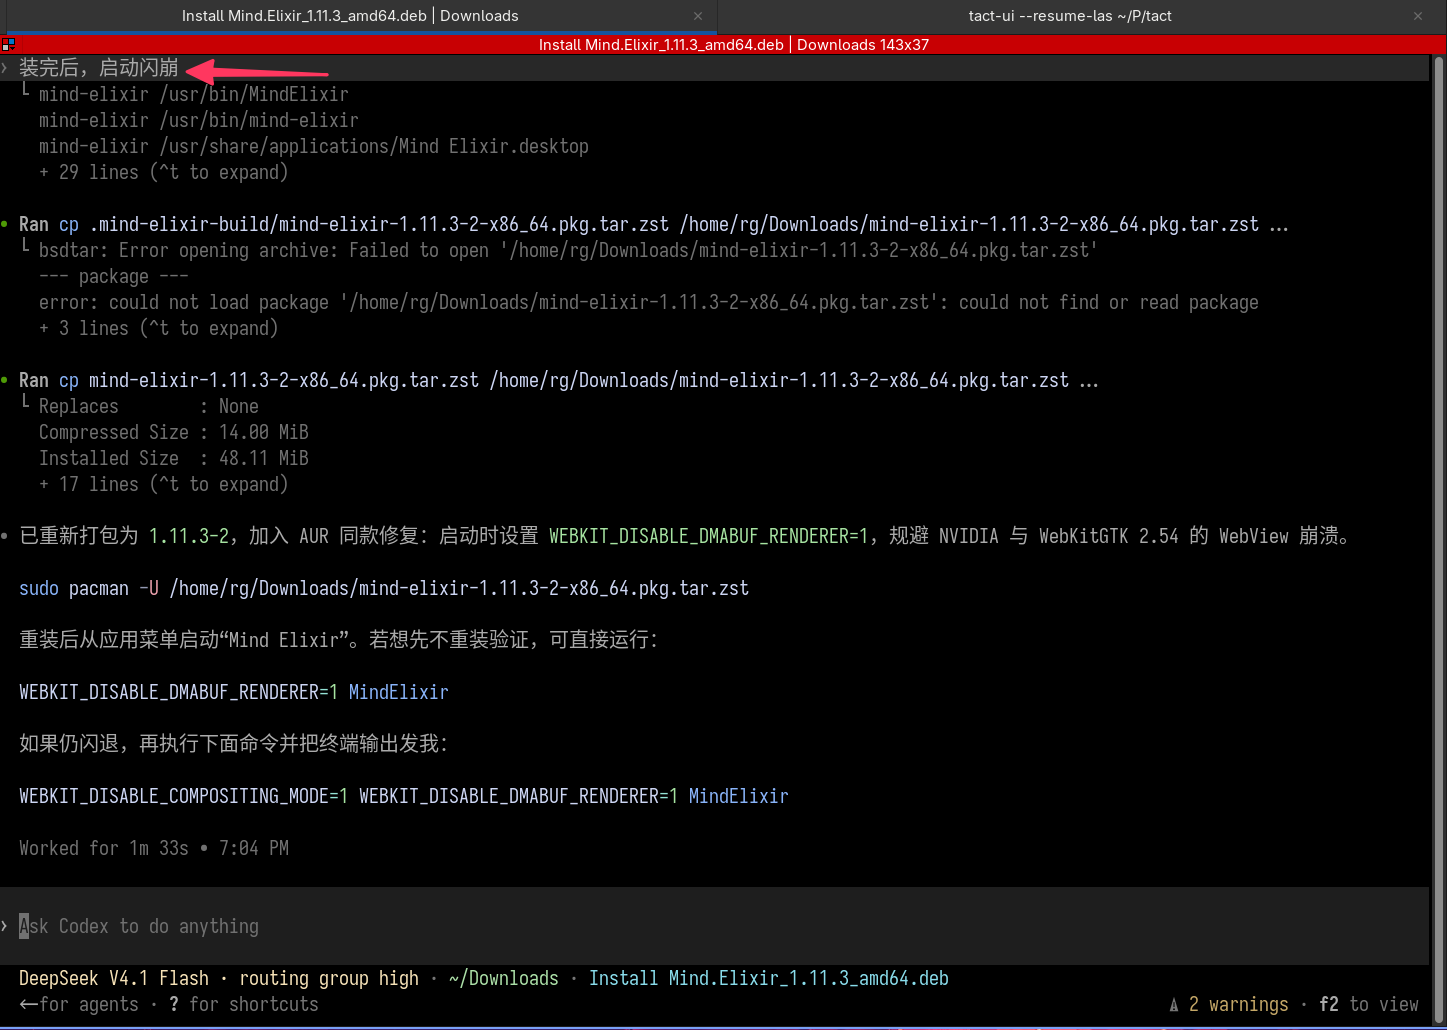 Install Mind.Elixir_1.11.3_amd64.deb | Downloads ×
tact-ui --resume-las ~/P/tact ×
Install Mind.Elixir_1.11.3_amd64.deb | Downloads 143x37
› 装完后，启动闪崩
└ mind-elixir /usr/bin/MindElixir
mind-elixir /usr/bin/mind-elixir
mind-elixir /usr/share/applications/Mind Elixir.desktop
+ 29 lines (^t to expand)
• Ran cp .mind-elixir-build/mind-elixir-1.11.3-2-x86_64.pkg.tar.zst /home/rg/Downloads/mind-elixir-1.11.3-2-x86_64.pkg.tar.zst ...
└ bsdtar: Error opening archive: Failed to open '/home/rg/Downloads/mind-elixir-1.11.3-2-x86_64.pkg.tar.zst'
--- package ---
error: could not load package '/home/rg/Downloads/mind-elixir-1.11.3-2-x86_64.pkg.tar.zst': could not find or read package
+ 3 lines (^t to expand)
• Ran cp mind-elixir-1.11.3-2-x86_64.pkg.tar.zst /home/rg/Downloads/mind-elixir-1.11.3-2-x86_64.pkg.tar.zst ...
└ Replaces : None
Compressed Size : 14.00 MiB
Installed Size : 48.11 MiB
+ 17 lines (^t to expand)
• 已重新打包为 1.11.3-2，加入 AUR 同款修复：启动时设置 WEBKIT_DISABLE_DMABUF_RENDERER=1，规避 NVIDIA 与 WebKitGTK 2.54 的 WebView 崩溃。
sudo pacman -U /home/rg/Downloads/mind-elixir-1.11.3-2-x86_64.pkg.tar.zst
重装后从应用菜单启动“Mind Elixir”。若想先不重装验证，可直接运行：
WEBKIT_DISABLE_DMABUF_RENDERER=1 MindElixir
如果仍闪退，再执行下面命令并把终端输出发我：
WEBKIT_DISABLE_COMPOSITING_MODE=1 WEBKIT_DISABLE_DMABUF_RENDERER=1 MindElixir
Worked for 1m 33s • 7:04 PM
› Ask Codex to do anything
DeepSeek V4.1 Flash · routing group high · ~/Downloads · Install Mind.Elixir_1.11.3_amd64.deb
←for agents · ? for shortcuts
⚠ 2 warnings · f2 to view